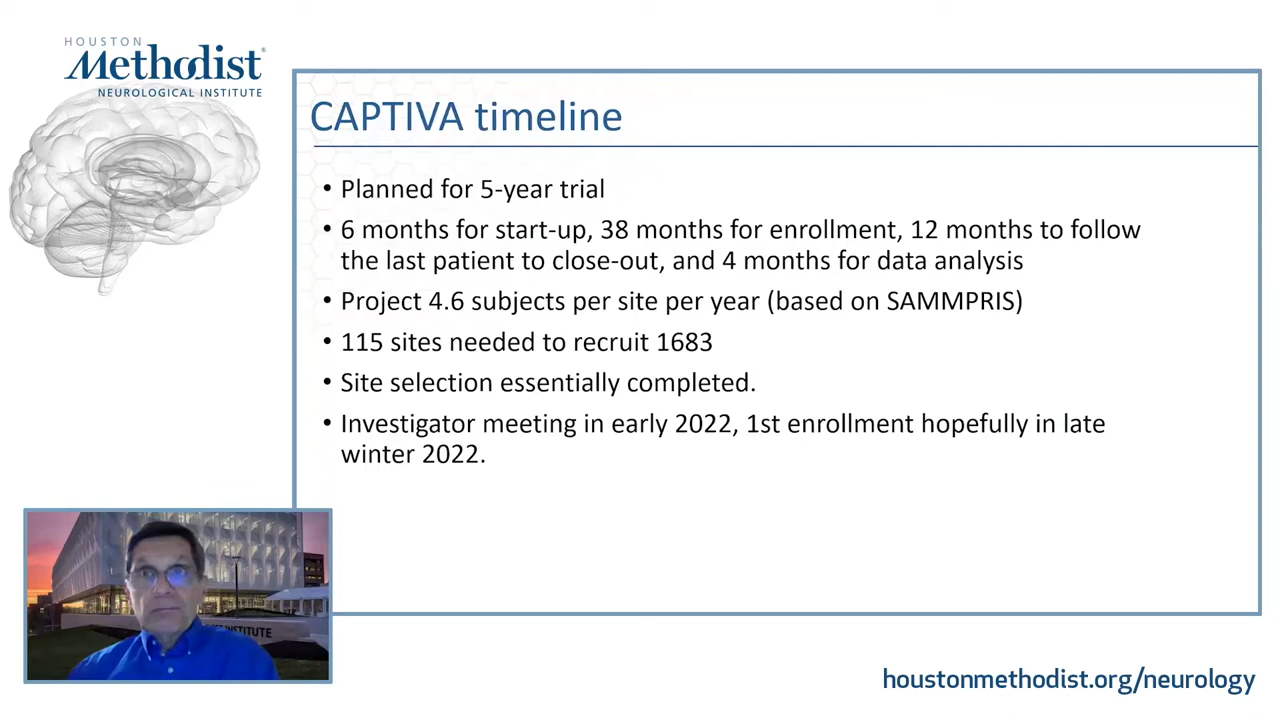 HOUSTON
Methodist®
NEUROLOGICAL INSTITUTE
CAPTIVA timeline
• Planned for 5-year trial
• 6 months for start-up, 38 months for enrollment, 12 months to follow
the last patient to close-out, and 4 months for data analysis
• Project 4.6 subjects per site per year (based on SAMMPRIS)
• 115 sites needed to recruit 1683
• Site selection essentially completed.
• Investigator meeting in early 2022, 1st enrollment hopefully in late
winter 2022.
INSTITUTE
houstonmethodist.org/neurology